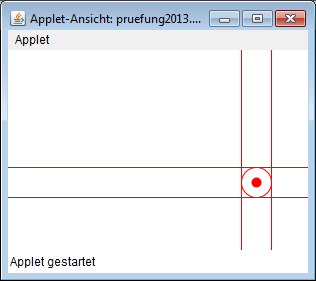 Applet-Ansicht: pruefung2013....
Applet
Applet gestartet